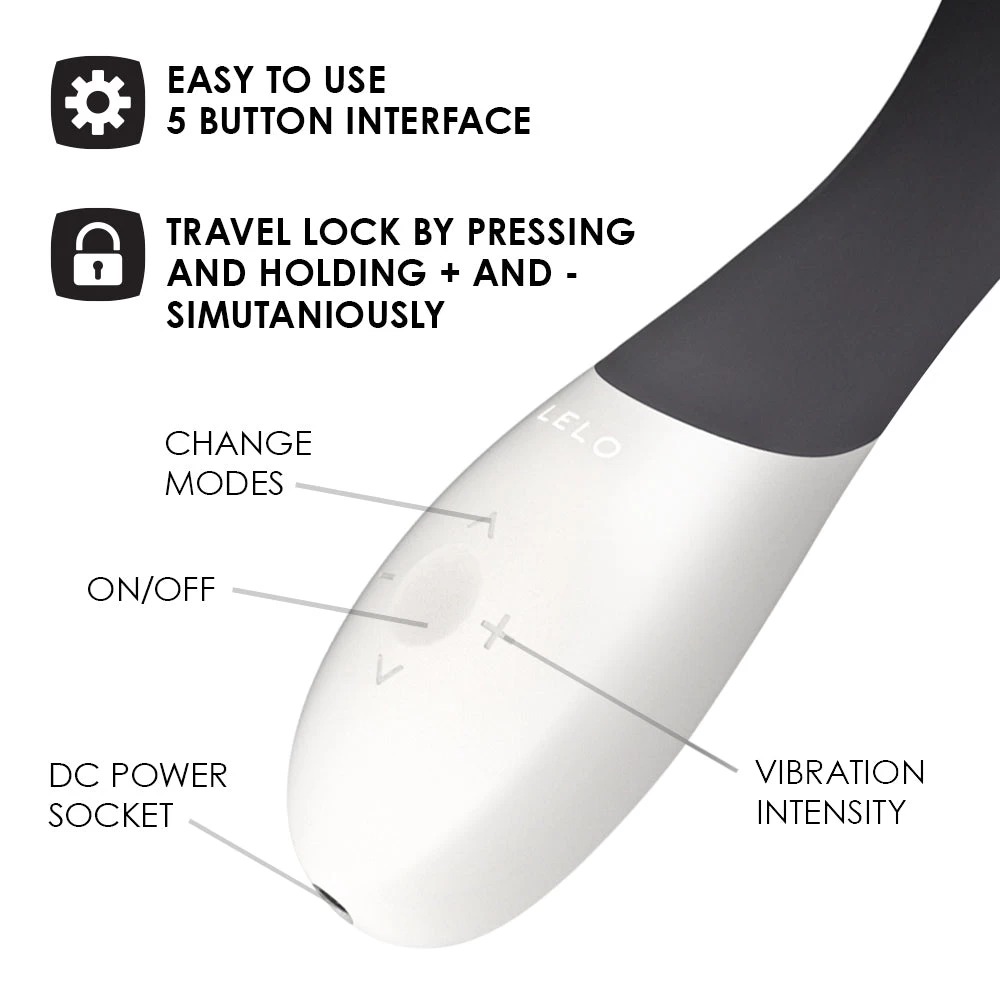 EASY TO USE
5 BUTTON INTERFACE
TRAVEL LOCK BY PRESSING
AND HOLDING + AND -
SIMUTANIOUSLY
LELO
CHANGE
MODES
ON/OFF
-
+
DC POWER
SOCKET
VIBRATION
INTENSITY